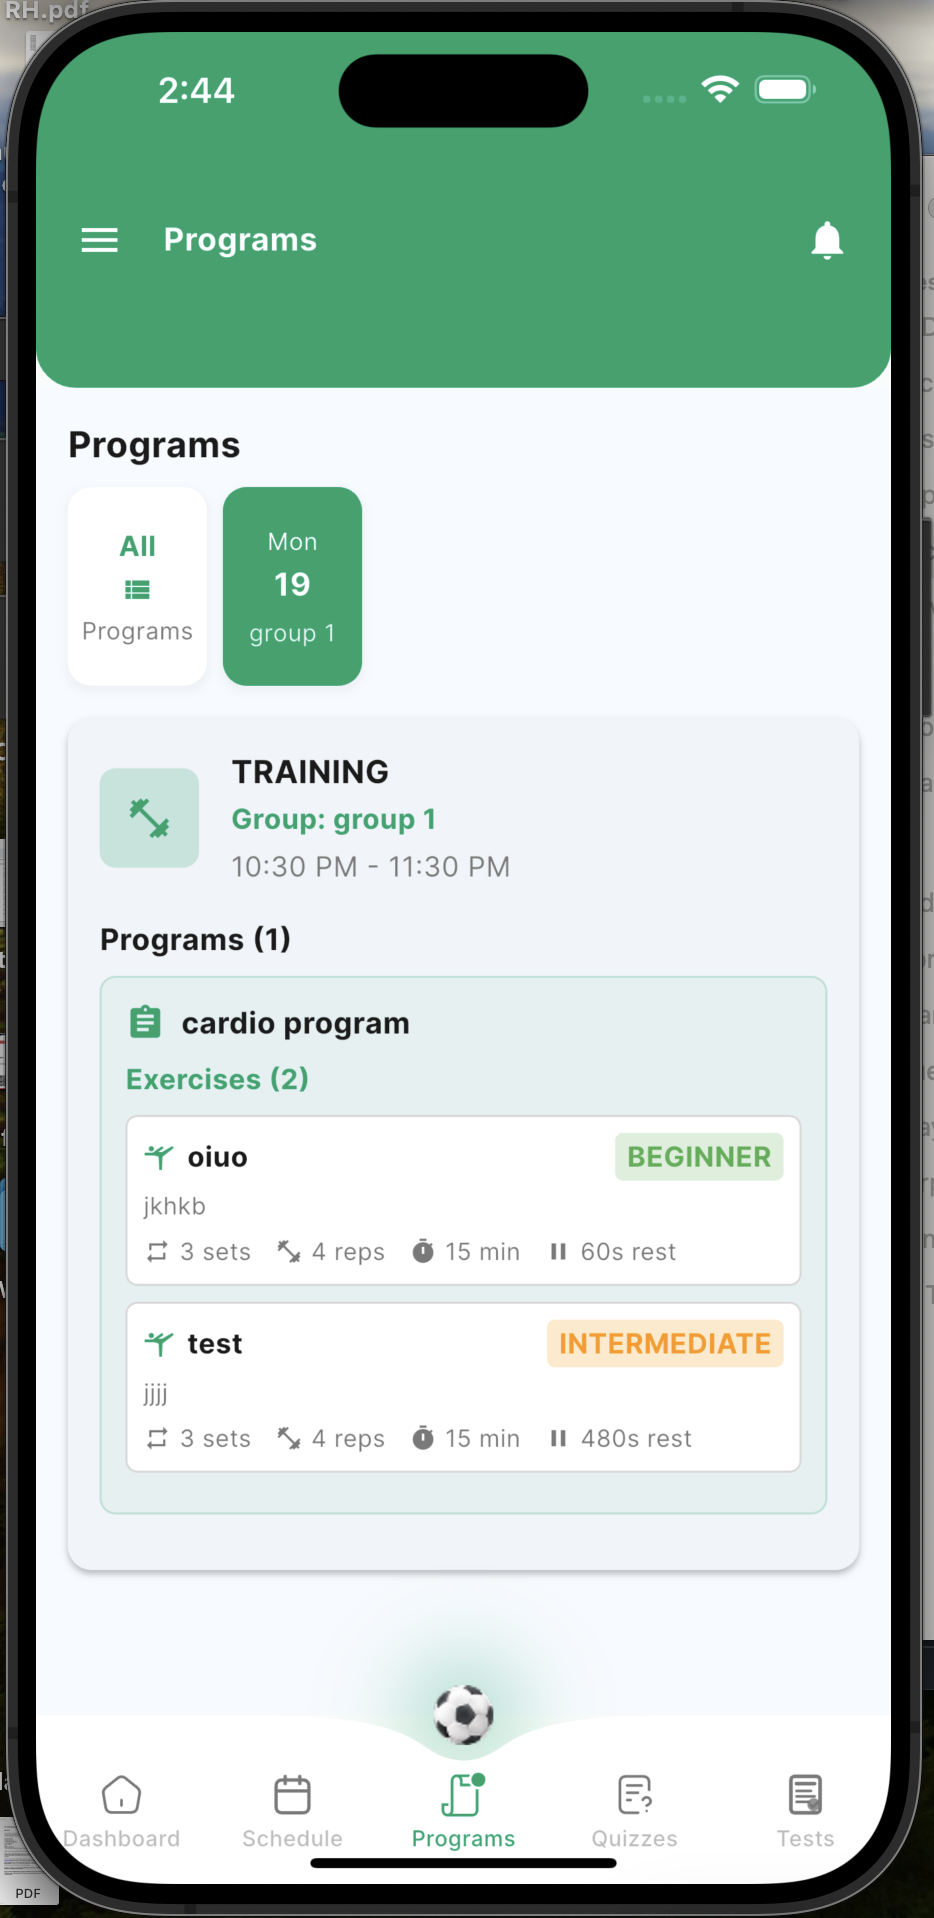 RH.pdf
2:44
Programs
Programs
All
Programs
Mon
19
group 1
TRAINING
Group: group 1
10:30 PM - 11:30 PM
Programs (1)
cardio program
Exercises (2)
oiuo
BEGINNER
jkhkb
3 sets 4 reps 15 min 60s rest
test
INTERMEDIATE
jjjj
3 sets 4 reps 15 min 480s rest
Dashboard Schedule Programs Quizzes Tests
PDF